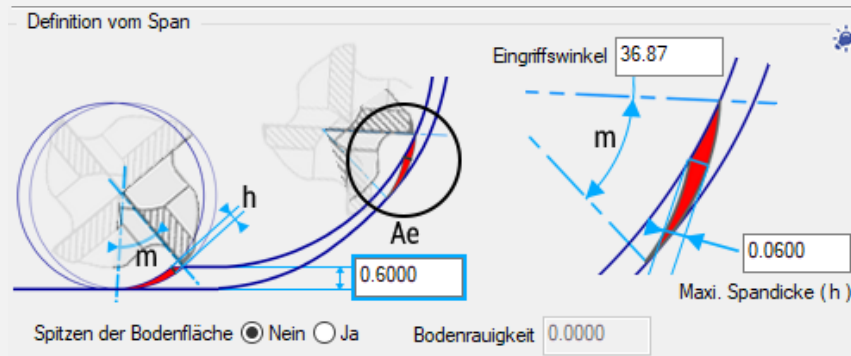 Definition vom Span
Eingriffswinkel 36.87
m
h
m
Ae
0.6000
0.0600
Maxi. Spandicke ( h )
Spitzen der Bodenfläche Nein Ja Bodenrauigkeit 0.0000